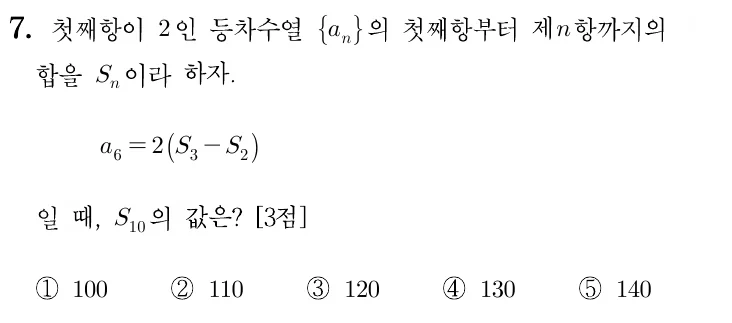 7. 첫째항이 2인 등차수열 {aₙ}의 첫째항부터 제n항까지의
합을 Sₙ이라 하자.
a₆ = 2(S₃ − S₂)
일 때, S₁₀의 값은? [3점]
① 100 ② 110 ③ 120 ④ 130 ⑤ 140